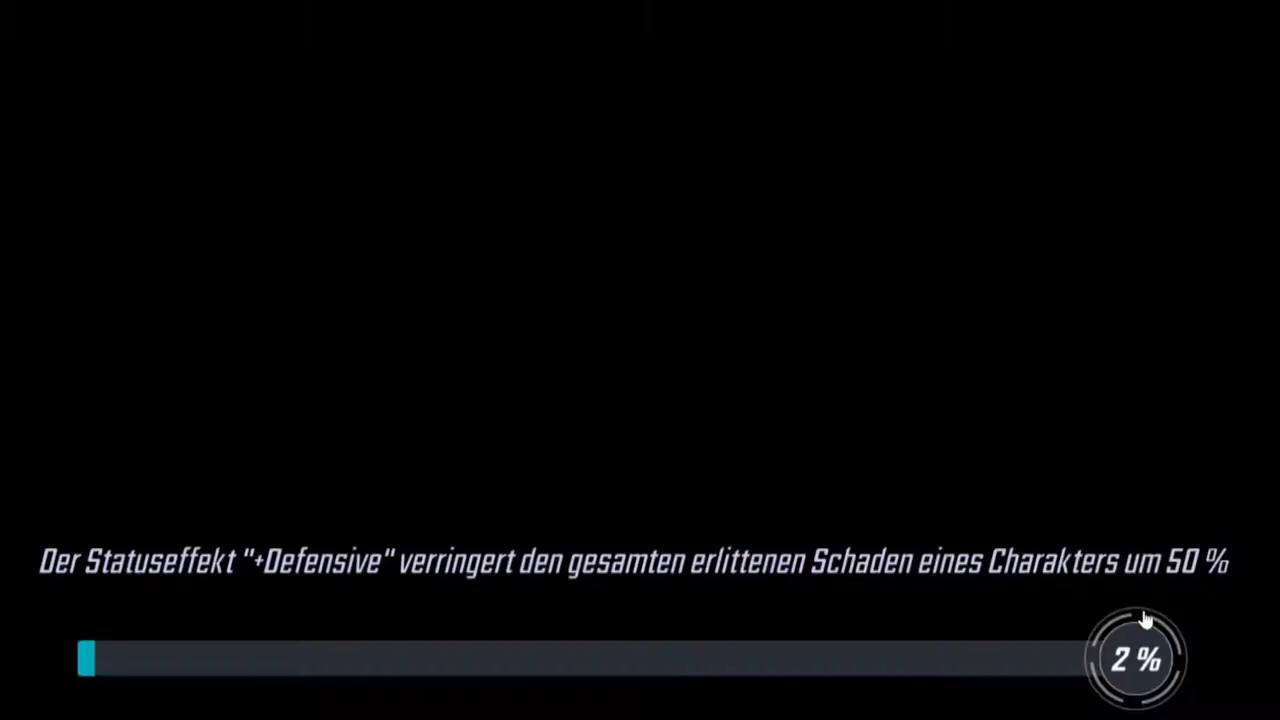 Der Statuseffekt "+Defensive" verringert den gesamten erlittenen Schaden eines Charakters um 50 %
2 %